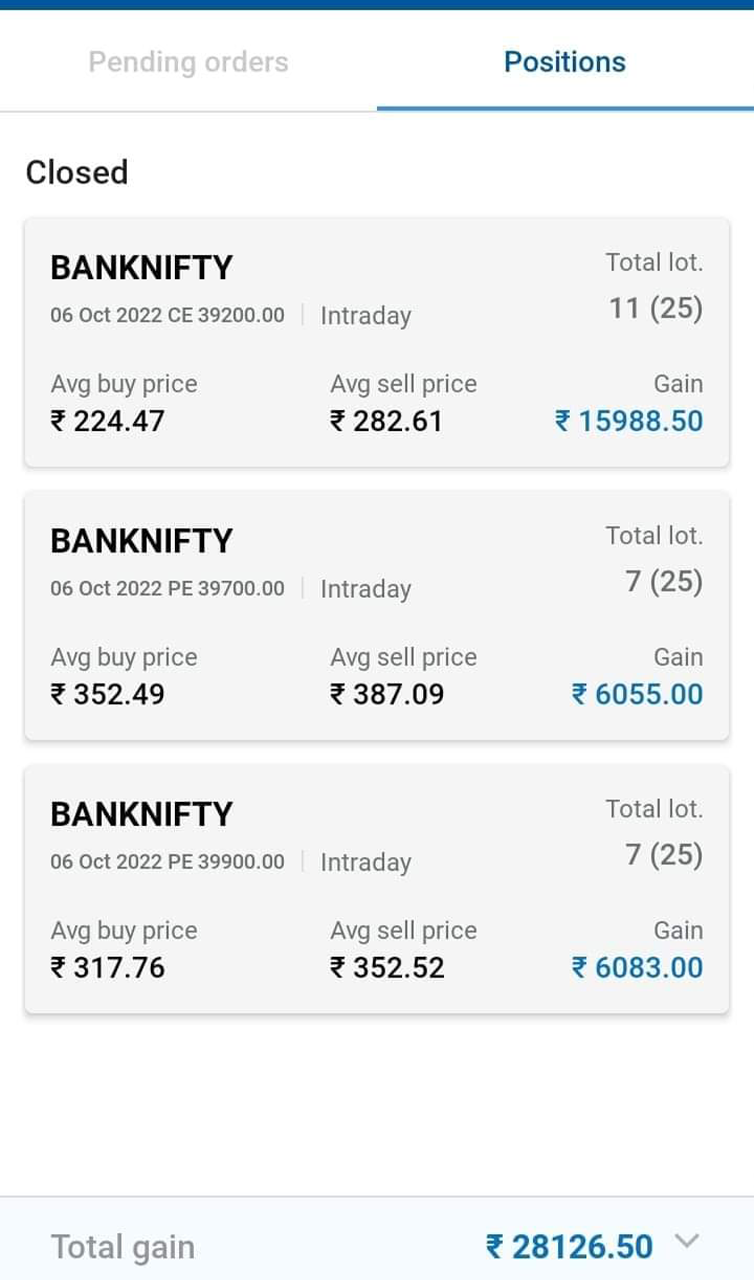 Pending orders Positions
Closed
BANKNIFTY Total lot.
06 Oct 2022 CE 39200.00 | Intraday 11 (25)
Avg buy price Avg sell price Gain
₹ 224.47 ₹ 282.61 ₹ 15988.50
BANKNIFTY Total lot.
06 Oct 2022 PE 39700.00 | Intraday 7 (25)
Avg buy price Avg sell price Gain
₹ 352.49 ₹ 387.09 ₹ 6055.00
BANKNIFTY Total lot.
06 Oct 2022 PE 39900.00 | Intraday 7 (25)
Avg buy price Avg sell price Gain
₹ 317.76 ₹ 352.52 ₹ 6083.00
Total gain ₹ 28126.50